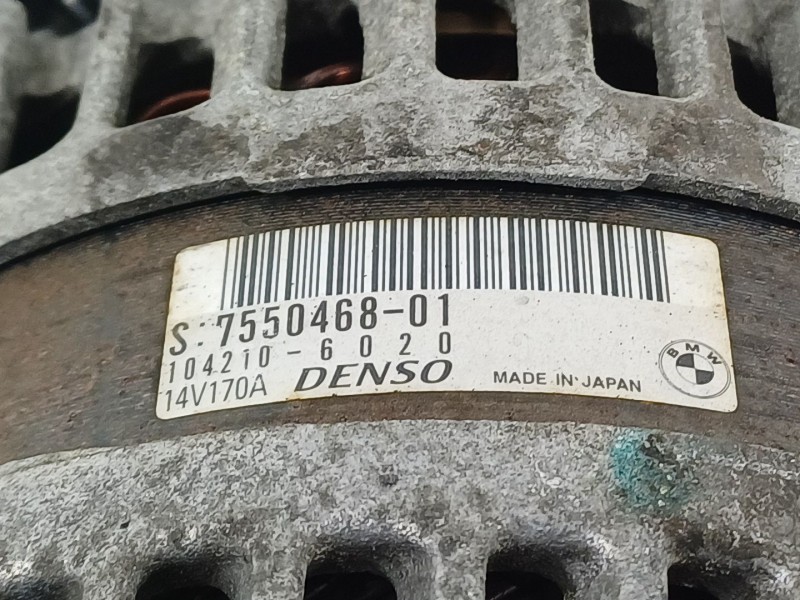 S:7550468-01
104210-6020
14V170A DENSO MADE IN JAPAN
BMW